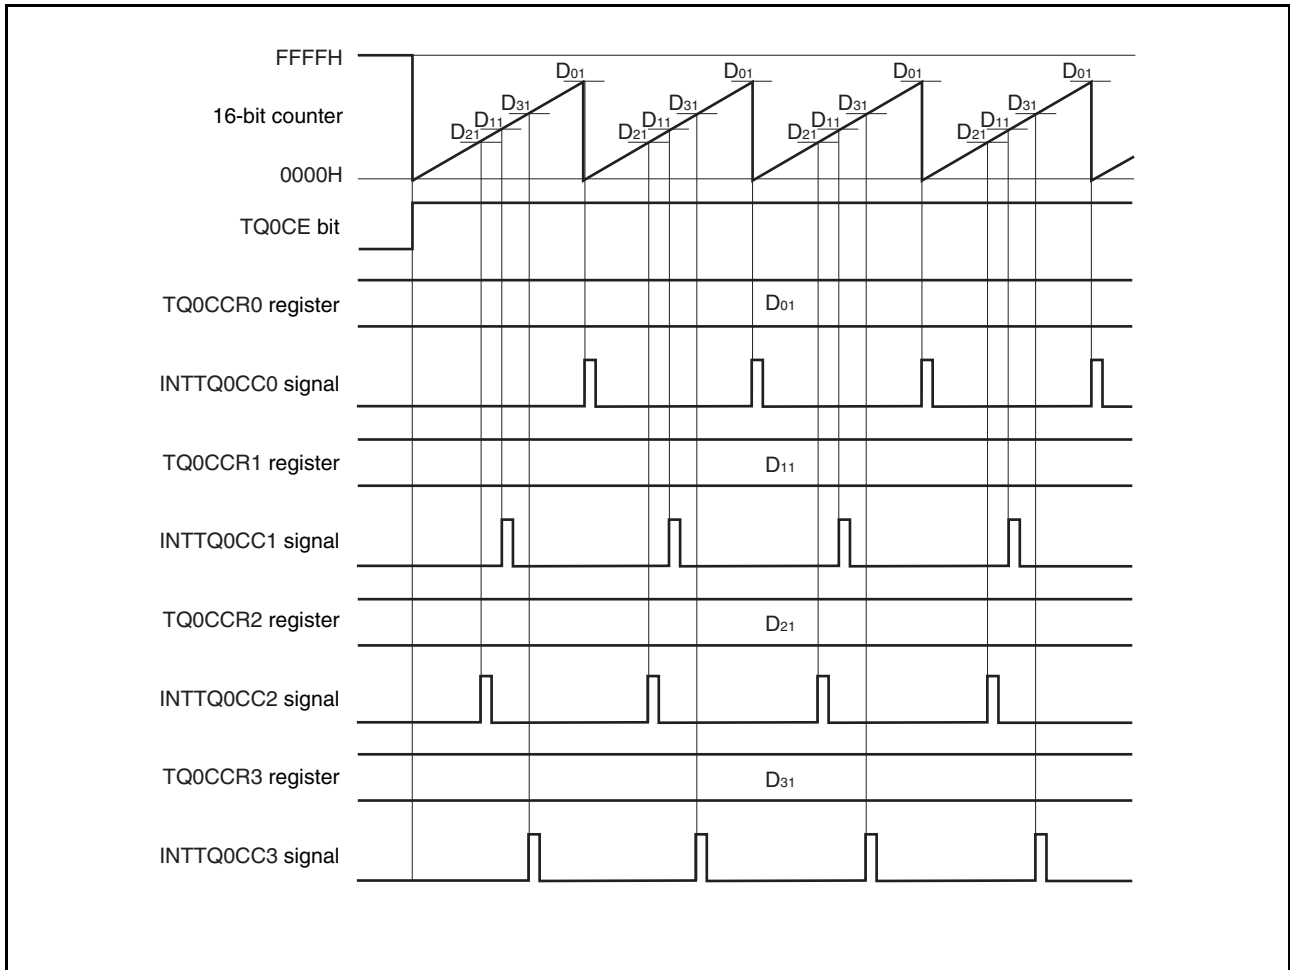 FFFFH
D01 D01 D01 D01
16-bit counter
D31 D31 D31 D31
D11 D11 D11 D11
D21 D21 D21 D21
0000H
TQ0CE bit
TQ0CCR0 register
D01
INTTQ0CC0 signal
TQ0CCR1 register
D11
INTTQ0CC1 signal
TQ0CCR2 register
D21
INTTQ0CC2 signal
TQ0CCR3 register
D31
INTTQ0CC3 signal